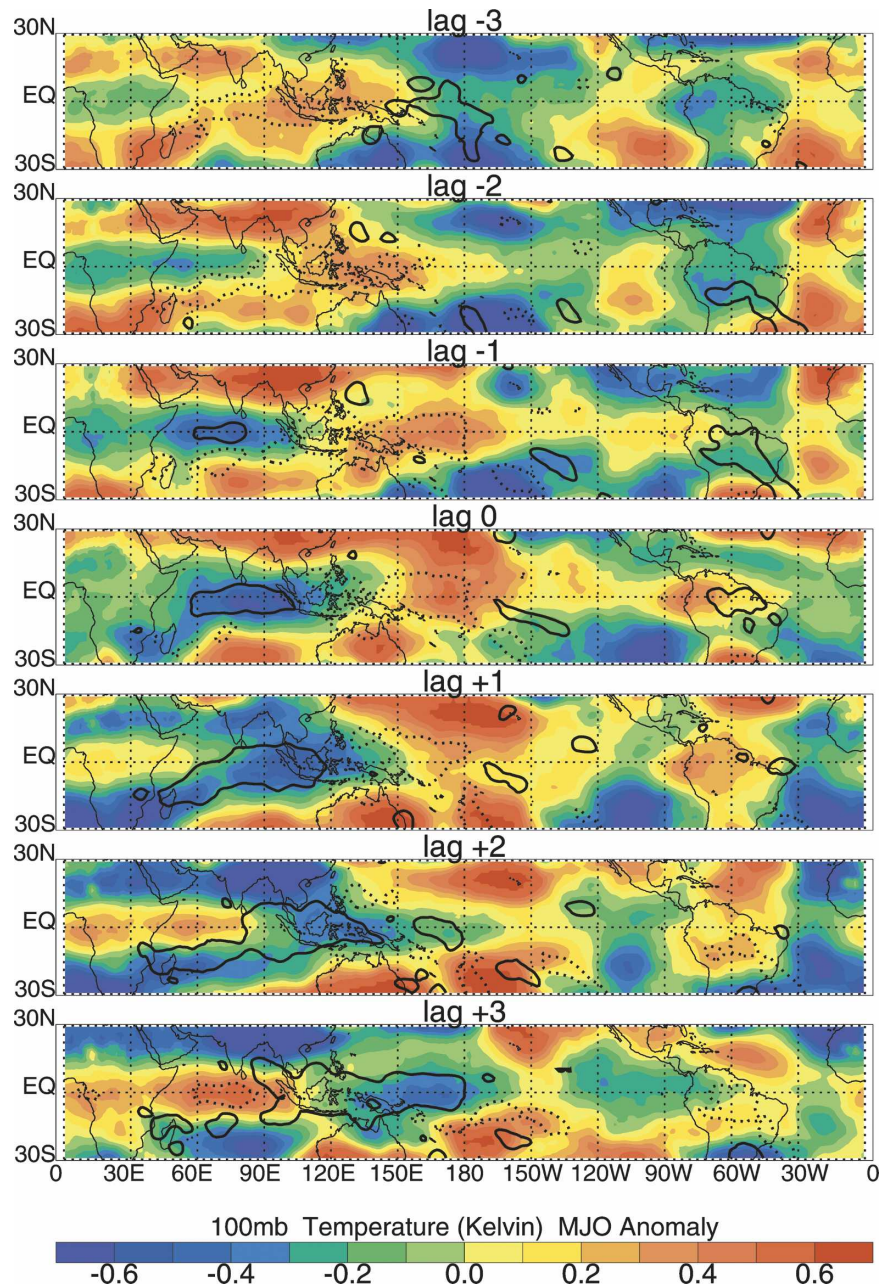 lag -3
30N
EQ
30S
lag -2
30N
EQ
30S
lag -1
30N
EQ
30S
lag 0
30N
EQ
30S
lag +1
30N
EQ
30S
lag +2
30N
EQ
30S
lag +3
30N
EQ
30S
0 30E 60E 90E 120E 150E 180 150W 120W 90W 60W 30W 0
100mb Temperature (Kelvin) MJO Anomaly
-0.6 -0.4 -0.2 0.0 0.2 0.4 0.6